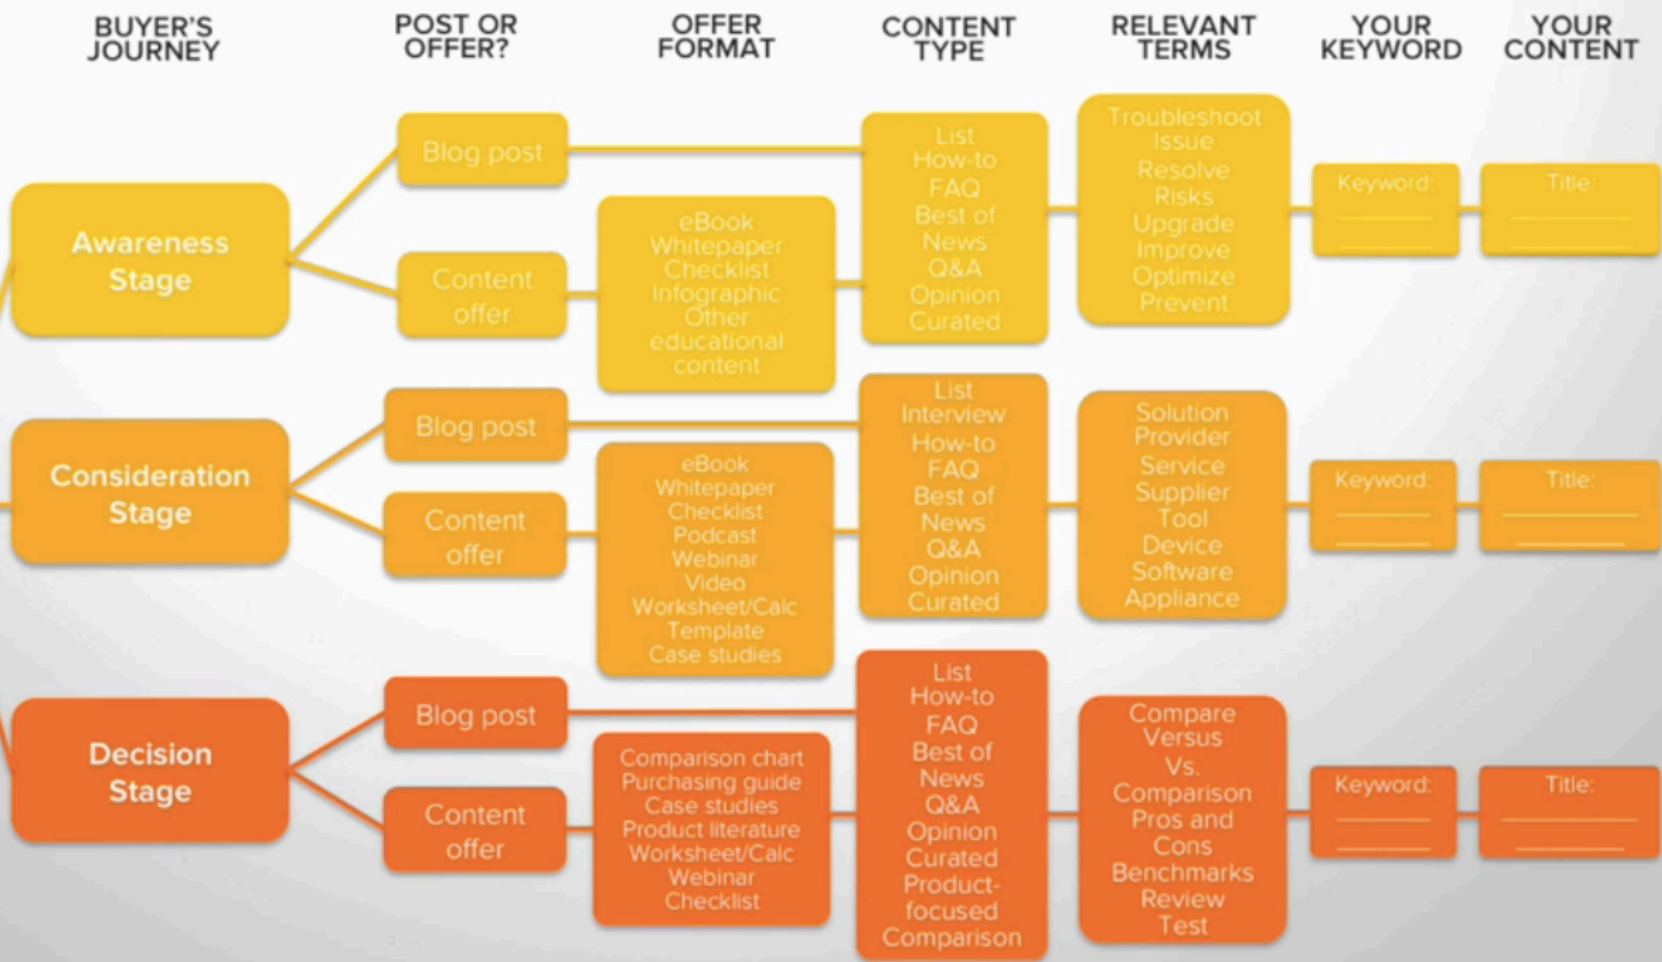 BUYER'S
JOURNEY
POST OR
OFFER?
OFFER
FORMAT
CONTENT
TYPE
RELEVANT
TERMS
YOUR
KEYWORD
YOUR
CONTENT
Awareness
Stage
Blog post
Content
offer
eBook
Whitepaper
Checklist
Infographic
Other
educational
content
List
How-to
FAQ
Best of
News
Q&A
Opinion
Curated
Troubleshoot
Issue
Resolve
Risks
Upgrade
Improve
Optimize
Prevent
Keyword:
Title:
Consideration
Stage
Blog post
Content
offer
eBook
Whitepaper
Checklist
Podcast
Webinar
Video
Worksheet/Calc
Template
Case studies
List
Interview
How-to
FAQ
Best of
News
Q&A
Opinion
Curated
Solution
Provider
Service
Supplier
Tool
Device
Software
Appliance
Keyword:
Title:
Decision
Stage
Blog post
Content
offer
Comparison chart
Purchasing guide
Case studies
Product literature
Worksheet/Calc
Webinar
Checklist
List
How-to
FAQ
Best of
News
Q&A
Opinion
Curated
Product-
focused
Comparison
Compare
Versus
Vs.
Comparison
Pros and
Cons
Benchmarks
Review
Test
Keyword:
Title: